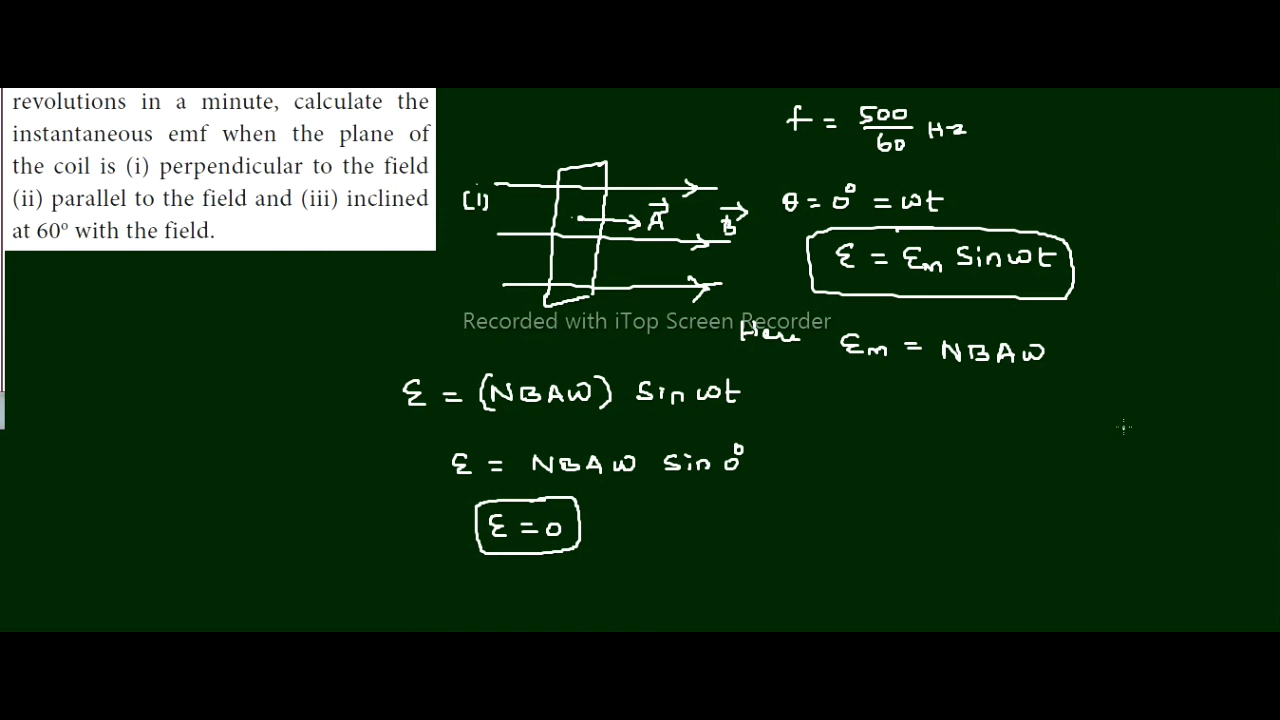 revolutions in a minute, calculate the
instantaneous emf when the plane of
the coil is (i) perpendicular to the field
(ii) parallel to the field and (iii) inclined
at 60° with the field.
f = 500/60 Hz
(i)
A⃗
B⃗
θ = 0° = ωt
ε = εm sin ωt
Recorded with iTop Screen Recorder
Here εm = NBAω
ε = (NBAω) sin ωt
ε = NBAω sin 0°
ε = 0